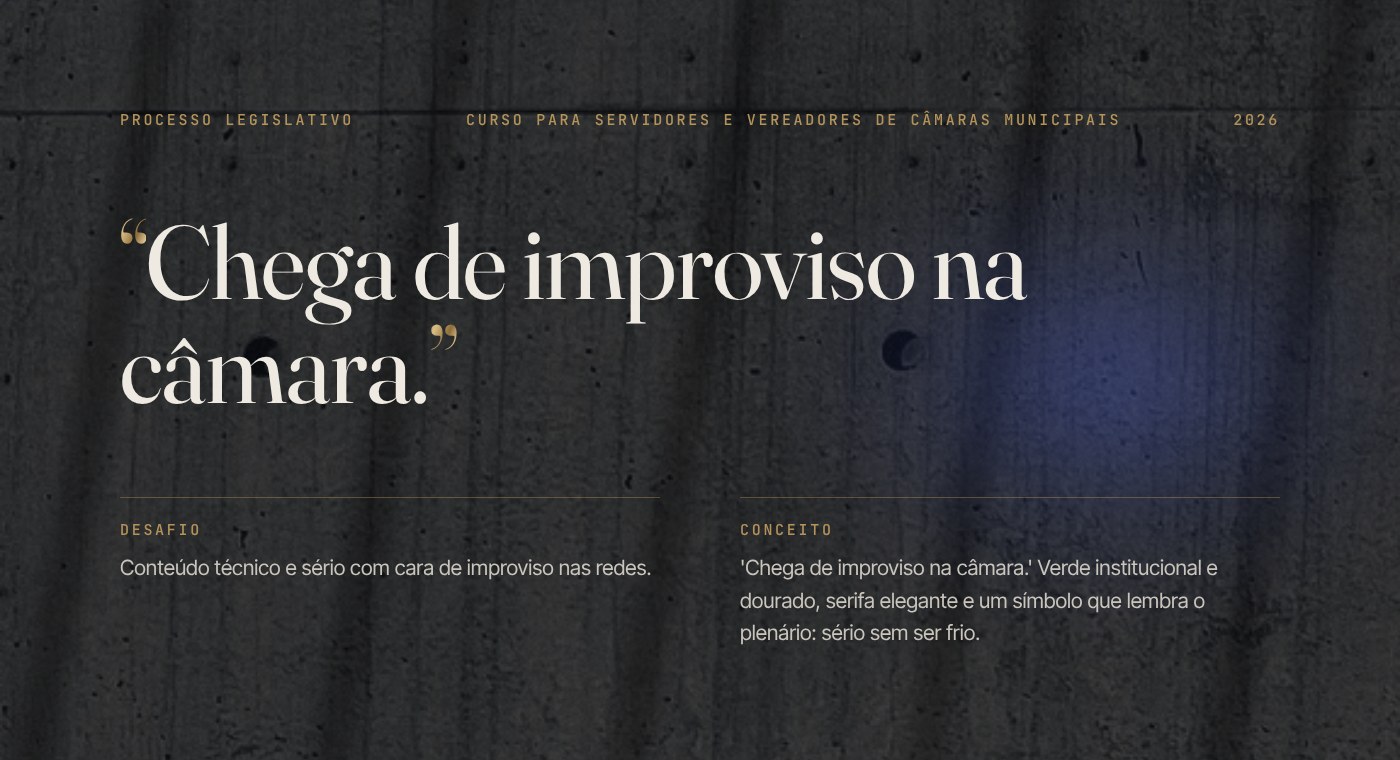 PROCESSO LEGISLATIVO
CURSO PARA SERVIDORES E VEREADORES DE CÂMARAS MUNICIPAIS
2026
“Chega de improviso na
câmara.”
DESAFIO
Conteúdo técnico e sério com cara de improviso nas redes.
CONCEITO
'Chega de improviso na câmara.' Verde institucional e
dourado, serifa elegante e um símbolo que lembra o
plenário: sério sem ser frio.